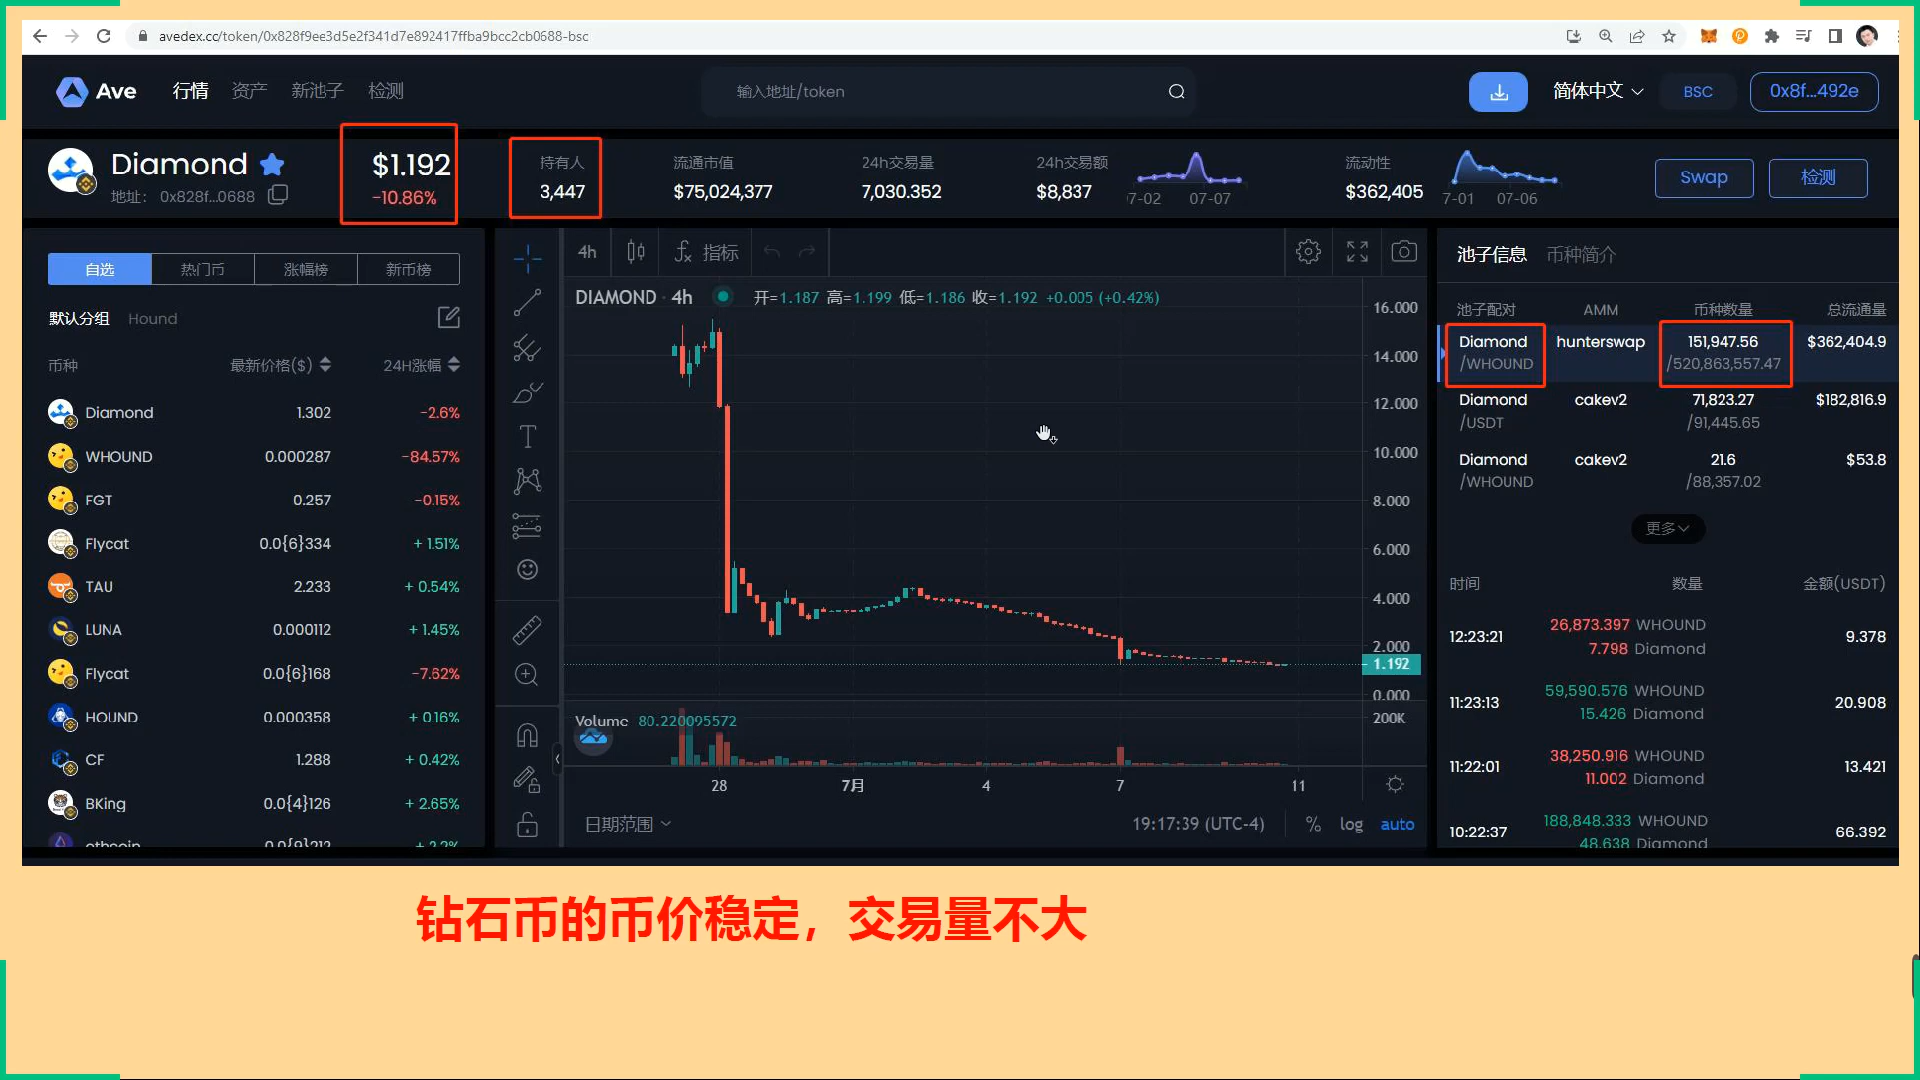 avedex.cc/token/0x828f9ee3d5e2f341d7e892417ffba9bcc2cb0688-bsc
Ave 行情 资产 新池子 检测 输入地址/token 简体中文 BSC 0x8f...492e
Diamond
地址: 0x828f...0688
$1.192
-10.86%
持有人
3,447
流通市值
$75,024,377
24h交易量
7,030.352
24h交易额
$8,837
7-02 07-07
流动性
$362,405
7-01 07-06
Swap 检测
自选 热门币 涨幅榜 新币榜
默认分组 Hound
币种 最新价格($) 24H涨幅
Diamond 1.302 -2.6%
WHOUND 0.000287 -84.57%
FGT 0.257 -0.15%
Flycat 0.0{6}334 + 1.51%
TAU 2.233 + 0.54%
LUNA 0.000112 + 1.45%
Flycat 0.0{6}168 -7.62%
HOUND 0.000358 + 0.16%
CF 1.288 + 0.42%
BKing 0.0{4}126 + 2.65%
4h 指标
DIAMOND 4h 开=1.187 高=1.199 低=1.186 收=1.192 +0.005 (+0.42%)
16.000
14.000
12.000
10.000
8.000
6.000
4.000
2.000
1.192
0.000
Volume 80.220095572
200K
28 7月 4 7 11
日期范围 19:17:39 (UTC-4) % log auto
池子信息 币种简介
池子配对 AMM 币种数量 总流通量
Diamond hunterswap 151,947.56 $362,404.9
/WHOUND /520,863,557.47
Diamond cakev2 71,823.27 $182,816.9
/USDT /91,445.65
Diamond cakev2 21.6 $53.8
/WHOUND /88,357.02
更多
时间 数量 金额(USDT)
12:23:21 26,873.397 WHOUND 9.378
7.798 Diamond
11:23:13 59,590.576 WHOUND 20.908
15.426 Diamond
11:22:01 38,250.916 WHOUND 13.421
11.002 Diamond
10:22:37 188,848.333 WHOUND 66.392
48.638 Diamond
钻石币的币价稳定，交易量不大